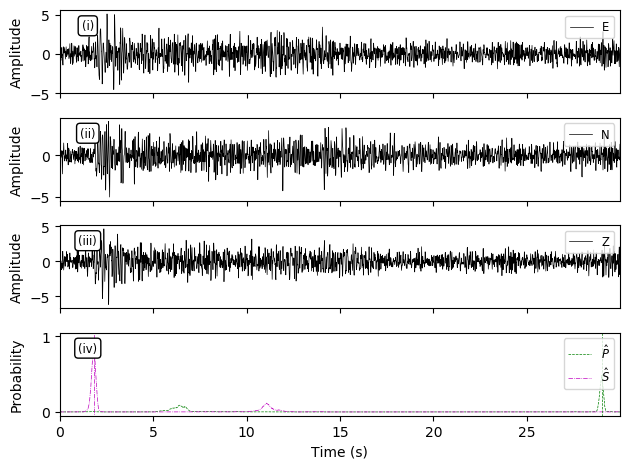 5
0
−5
Amplitude
(i)
E
0
−5
Amplitude
(ii)
N
5
0
−5
Amplitude
(iii)
Z
1
0
Probability
(iv)
P̂
Ŝ
0 5 10 15 20 25
Time (s)